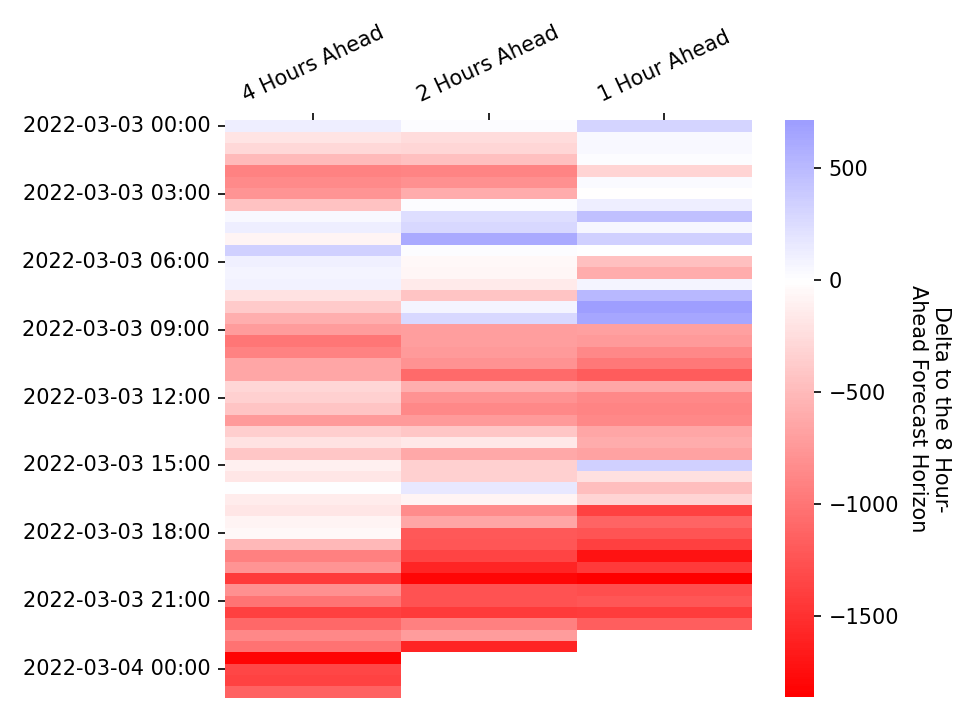 4 Hours Ahead
2 Hours Ahead
1 Hour Ahead
2022-03-03 00:00
2022-03-03 03:00
2022-03-03 06:00
2022-03-03 09:00
2022-03-03 12:00
2022-03-03 15:00
2022-03-03 18:00
2022-03-03 21:00
2022-03-04 00:00
500
0
−500
−1000
−1500
Delta to the 8 Hour-
Ahead Forecast Horizon